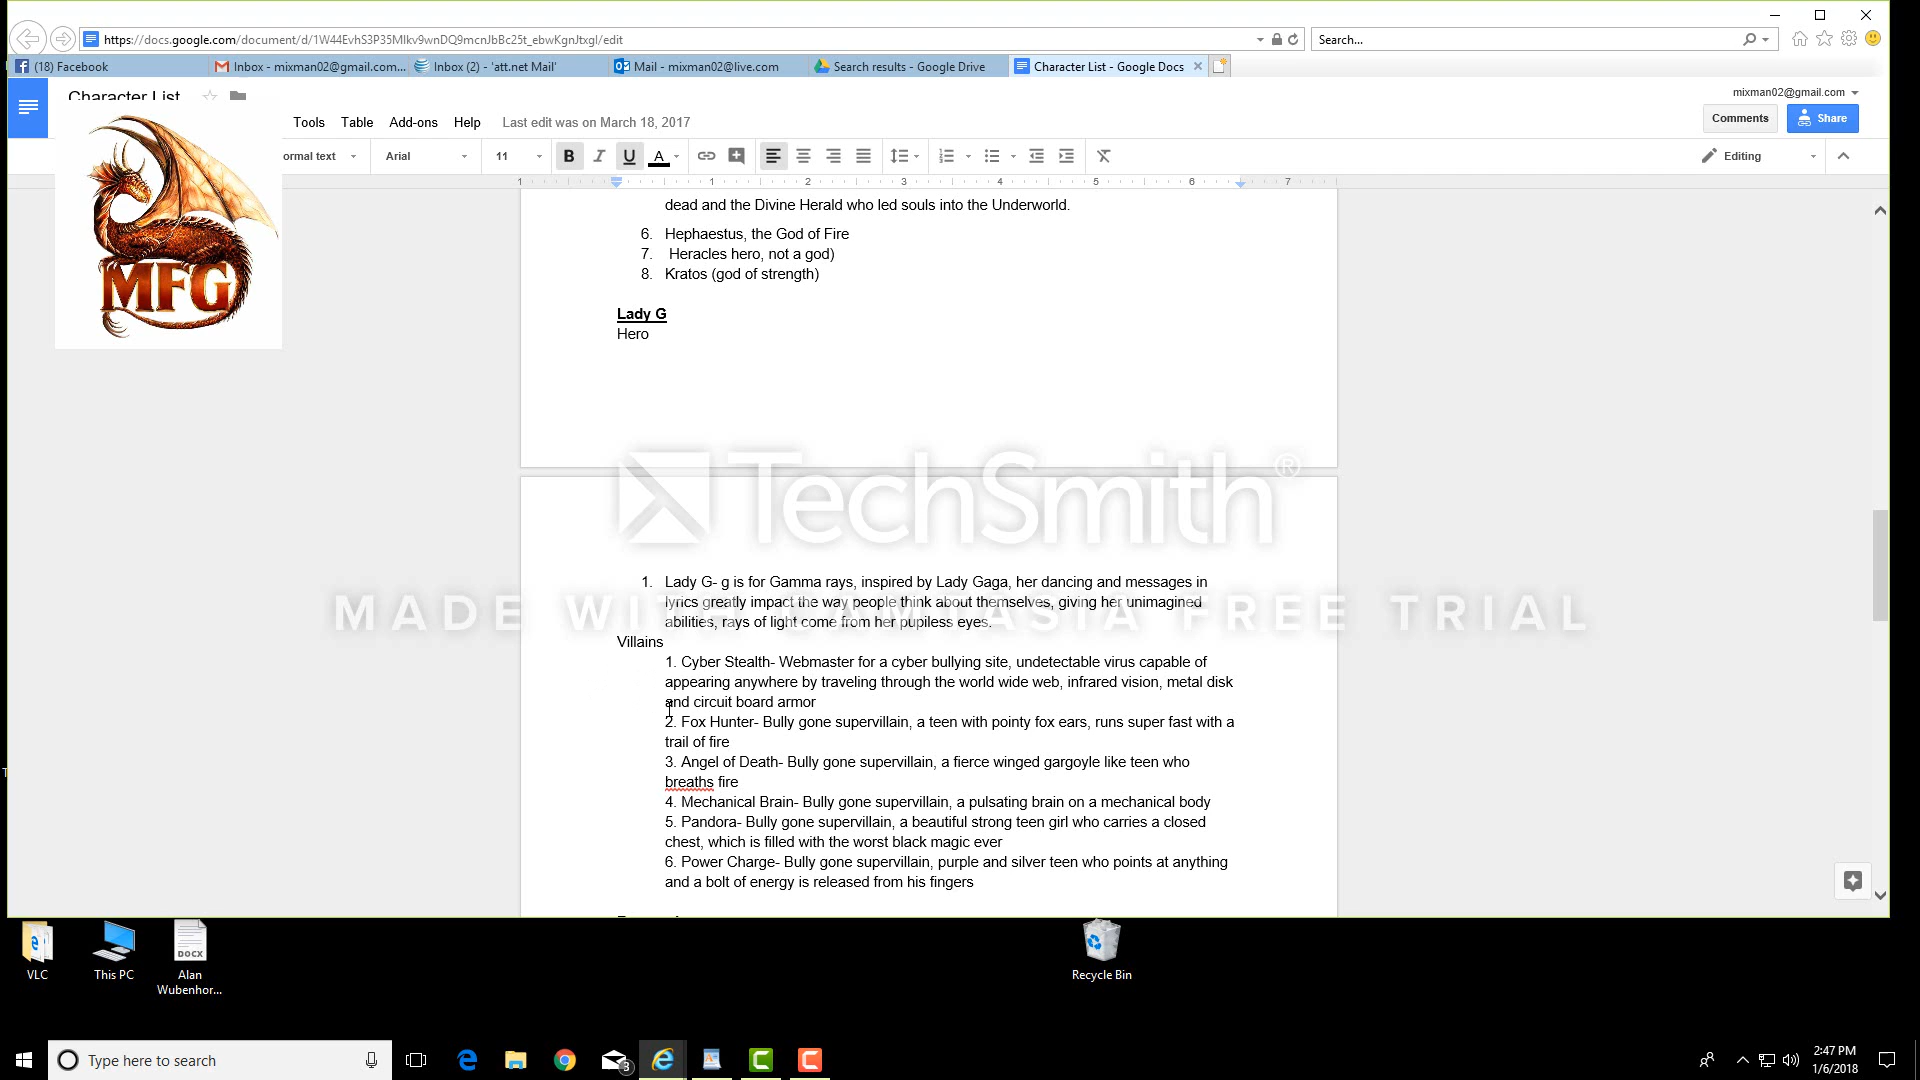 https://docs.google.com/document/d/1W44EvhS3P35MIkv9wnDQ9mcnJbBc25t_ebwKgnJtxgI/edit
Search...
(18) Facebook
Inbox - mixman02@gmail.com...
Inbox (2) - 'att.net Mail'
Mail - mixman02@live.com
Search results - Google Drive
Character List - Google Docs
Character List
mixman02@gmail.com
Tools Table Add-ons Help Last edit was on March 18, 2017
Comments
Share
ormal text Arial 11 B I U A
Editing
1 1 2 3 4 5 6 7
MFG
dead and the Divine Herald who led souls into the Underworld.
6. Hephaestus, the God of Fire
7. Heracles hero, not a god)
8. Kratos (god of strength)
Lady G
Hero
TechSmith®
1. Lady G- g is for Gamma rays, inspired by Lady Gaga, her dancing and messages in
lyrics greatly impact the way people think about themselves, giving her unimagined
MADE WITH CAMTASIA FREE TRIAL
abilities, rays of light come from her pupiless eyes.
Villains
1. Cyber Stealth- Webmaster for a cyber bullying site, undetectable virus capable of
appearing anywhere by traveling through the world wide web, infrared vision, metal disk
and circuit board armor
2. Fox Hunter- Bully gone supervillain, a teen with pointy fox ears, runs super fast with a
trail of fire
3. Angel of Death- Bully gone supervillain, a fierce winged gargoyle like teen who
breaths fire
4. Mechanical Brain- Bully gone supervillain, a pulsating brain on a mechanical body
5. Pandora- Bully gone supervillain, a beautiful strong teen girl who carries a closed
chest, which is filled with the worst black magic ever
6. Power Charge- Bully gone supervillain, purple and silver teen who points at anything
and a bolt of energy is released from his fingers
DOCX
VLC
This PC
Alan
Wubenhor...
Recycle Bin
Type here to search
3
2:47 PM
1/6/2018